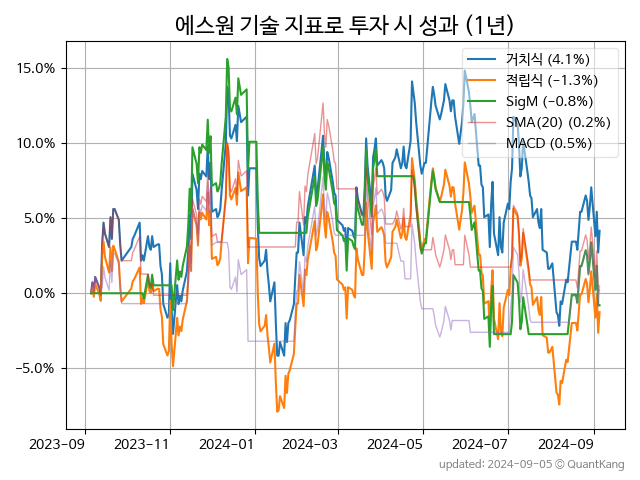 에스원 기술 지표로 투자 시 성과 (1년)
거치식 (4.1%)
적립식 (−1.3%)
SigM (−0.8%)
SMA(20) (0.2%)
MACD (0.5%)
15.0%
10.0%
5.0%
0.0%
−5.0%
2023-09 2023-11 2024-01 2024-03 2024-05 2024-07 2024-09
updated: 2024-09-05 © QuantKang